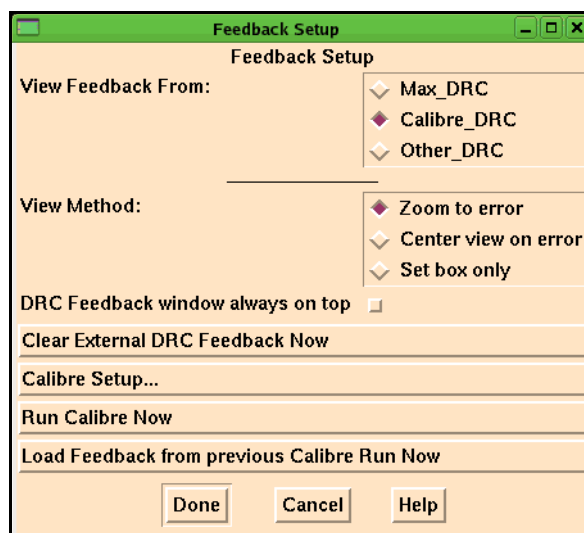 Feedback Setup
Feedback Setup
View Feedback From:
Max_DRC
Calibre_DRC
Other_DRC
View Method:
Zoom to error
Center view on error
Set box only
DRC Feedback window always on top
Clear External DRC Feedback Now
Calibre Setup...
Run Calibre Now
Load Feedback from previous Calibre Run Now
Done Cancel Help